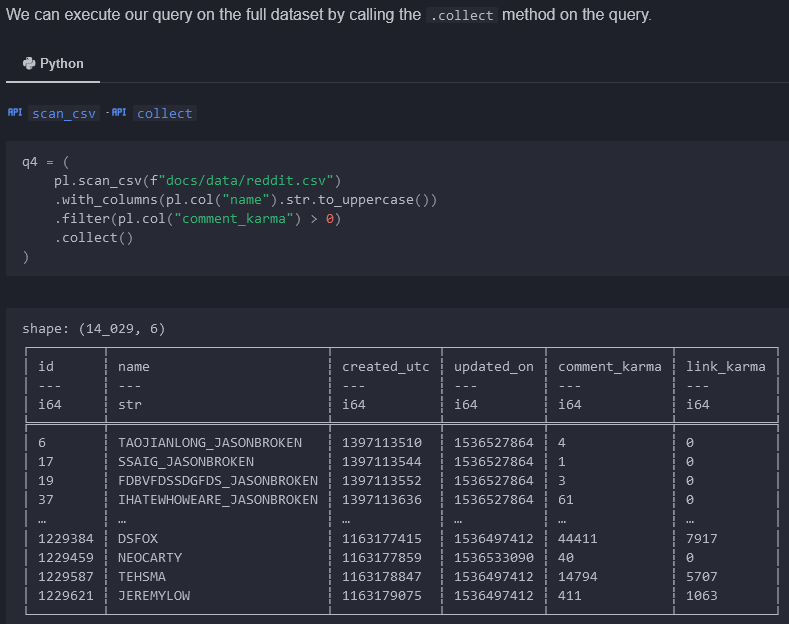 We can execute our query on the full dataset by calling the .collect method on the query.
Python
API scan_csv · API collect
q4 = (
    pl.scan_csv(f"docs/data/reddit.csv")
    .with_columns(pl.col("name").str.to_uppercase())
    .filter(pl.col("comment_karma") > 0)
    .collect()
)
shape: (14_029, 6)
id name created_utc updated_on comment_karma link_karma
--- --- --- --- --- ---
i64 str i64 i64 i64 i64
6 TAOJIANLONG_JASONBROKEN 1397113510 1536527864 4 0
17 SSAIG_JASONBROKEN 1397113544 1536527864 1 0
19 FDBVFDSSDGFDS_JASONBROKEN 1397113552 1536527864 3 0
37 IHATEWHOWEARE_JASONBROKEN 1397113636 1536527864 61 0
… … … … … …
1229384 DSFOX 1163177415 1536497412 44411 7917
1229459 NEOCARTY 1163177859 1536533090 40 0
1229587 TEHSMA 1163178847 1536497412 14794 5707
1229621 JEREMYLOW 1163179075 1536497412 411 1063